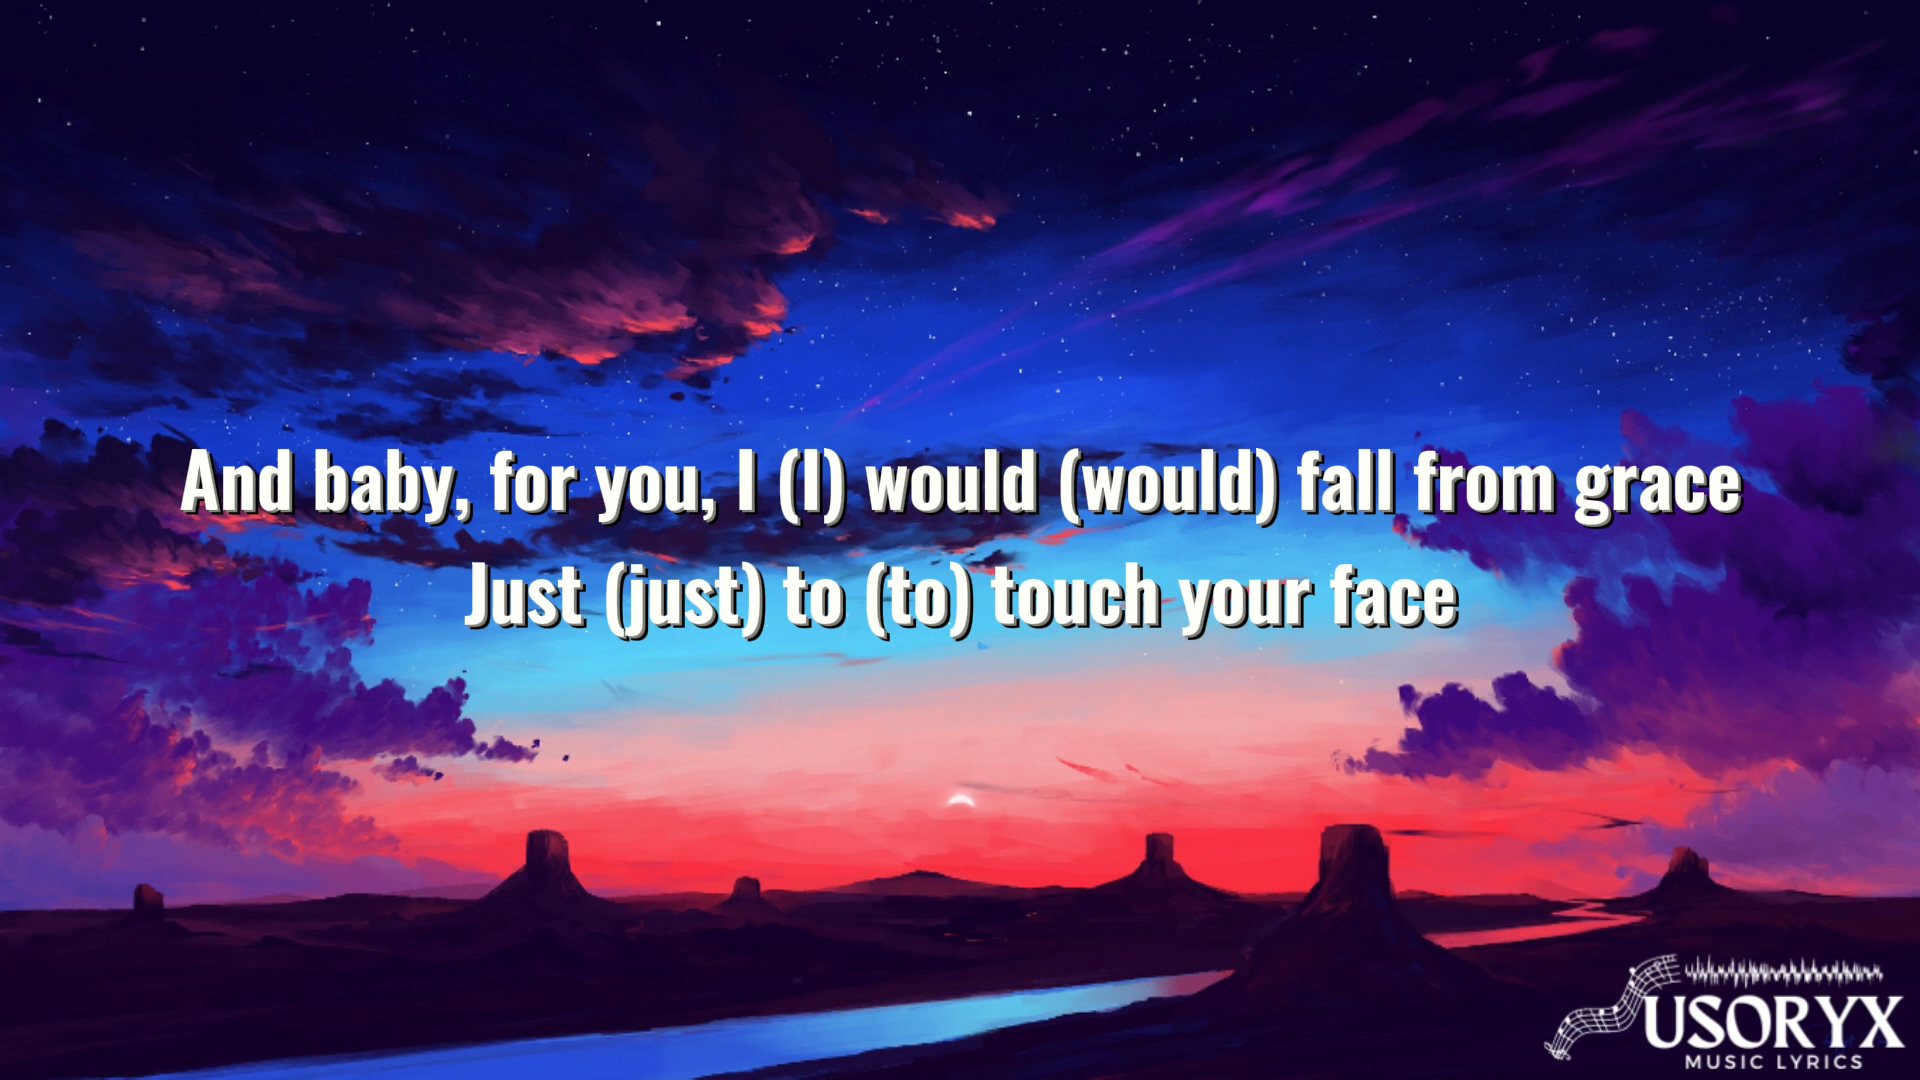 And baby, for you, I (I) would (would) fall from grace
Just (just) to (to) touch your face
USORYX
MUSIC LYRICS